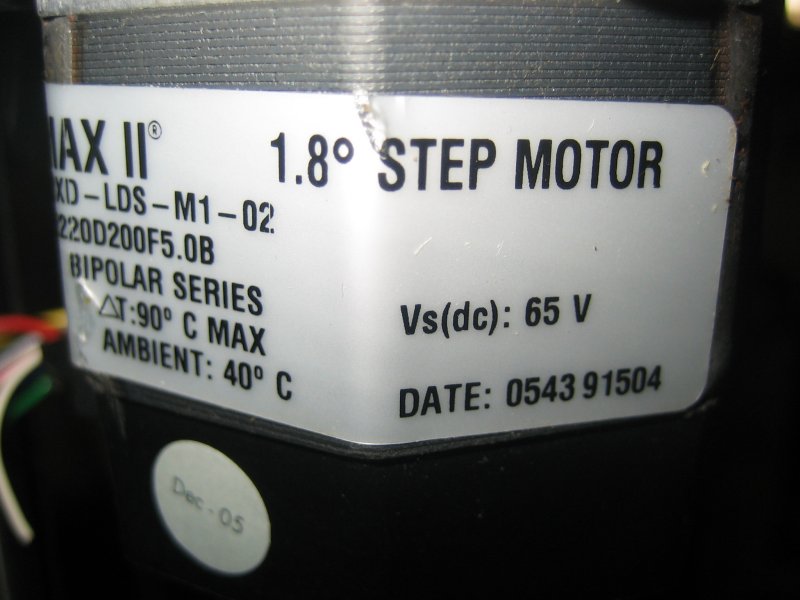 MAX II® 1.8° STEP MOTOR
XD-LDS-M1-02
220D200F5.0B
BIPOLAR SERIES
△T:90° C MAX
AMBIENT: 40° C
Vs(dc): 65 V
DATE: 0543 91504
Dec-05